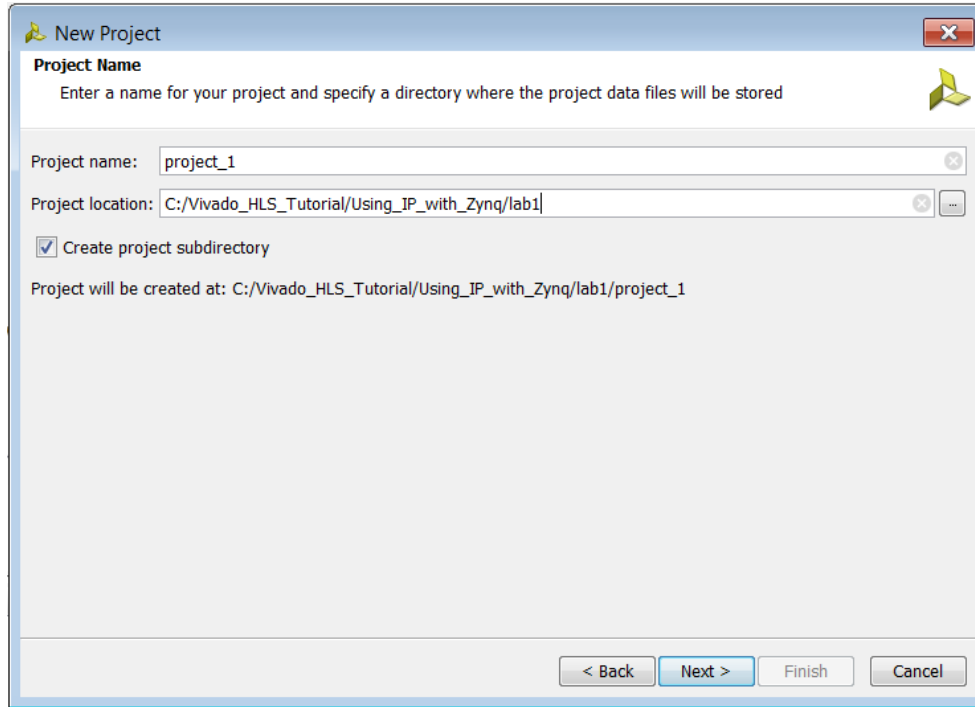 New Project
Project Name
Enter a name for your project and specify a directory where the project data files will be stored
Project name: project_1
Project location: C:/Vivado_HLS_Tutorial/Using_IP_with_Zynq/lab1 ...
Create project subdirectory
Project will be created at: C:/Vivado_HLS_Tutorial/Using_IP_with_Zynq/lab1/project_1
< Back Next > Finish Cancel